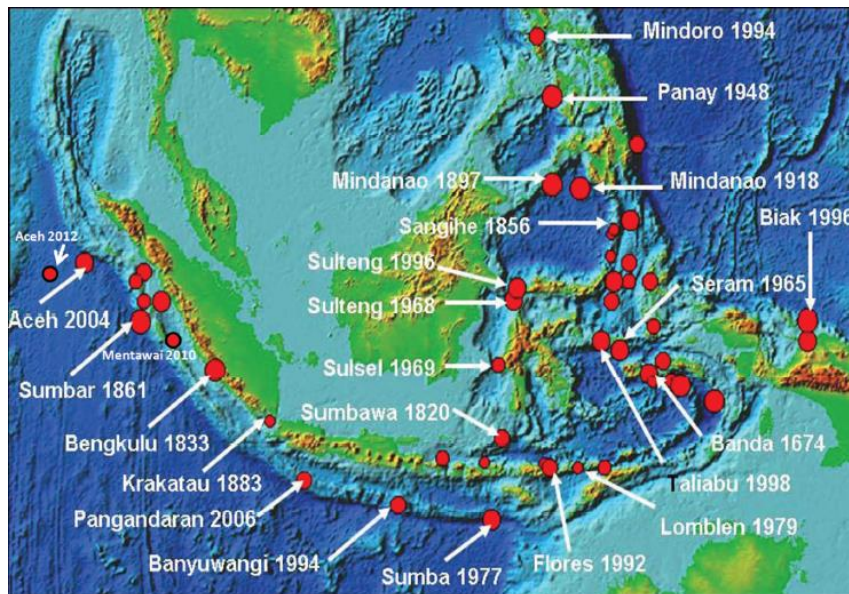 Mindoro 1994
Panay 1948
Mindanao 1897
Mindanao 1918
Sangihe 1856
Biak 1996
Aceh 2012
Sulteng 1996
Seram 1965
Sulteng 1968
Aceh 2004
Mentawai 2010
Sulsel 1969
Sumbar 1861
Sumbawa 1820
Bengkulu 1833
Banda 1674
Krakatau 1883
Taliabu 1998
Pangandaran 2006
Lomblen 1979
Banyuwangi 1994
Flores 1992
Sumba 1977